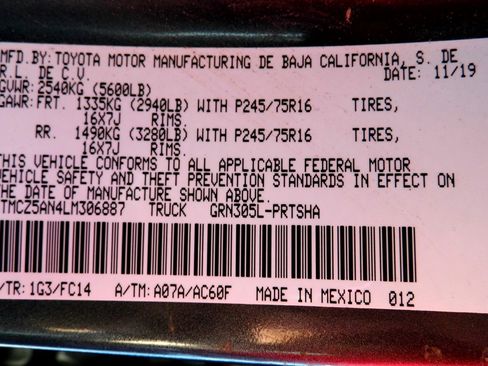 MFD.BY:TOYOTA MOTOR MANUFACTURING DE BAJA CALIFORNIA, S. DE
R.L. DE C.V. DATE: 11/19
GVWR: 2540KG (5600LB)
GAWR: FRT. 1335KG (2940LB) WITH P245/75R16 TIRES,
16X7J RIMS.
RR. 1490KG (3280LB) WITH P245/75R16 TIRES,
16X7J RIMS.
THIS VEHICLE CONFORMS TO ALL APPLICABLE FEDERAL MOTOR
VEHICLE SAFETY AND THEFT PREVENTION STANDARDS IN EFFECT ON
THE DATE OF MANUFACTURE SHOWN ABOVE.
TMCZ5AN4LM306887 TRUCK GRN305L-PRTSHA
/TR: 1G3/FC14 A/TM: A07A/AC60F MADE IN MEXICO 012